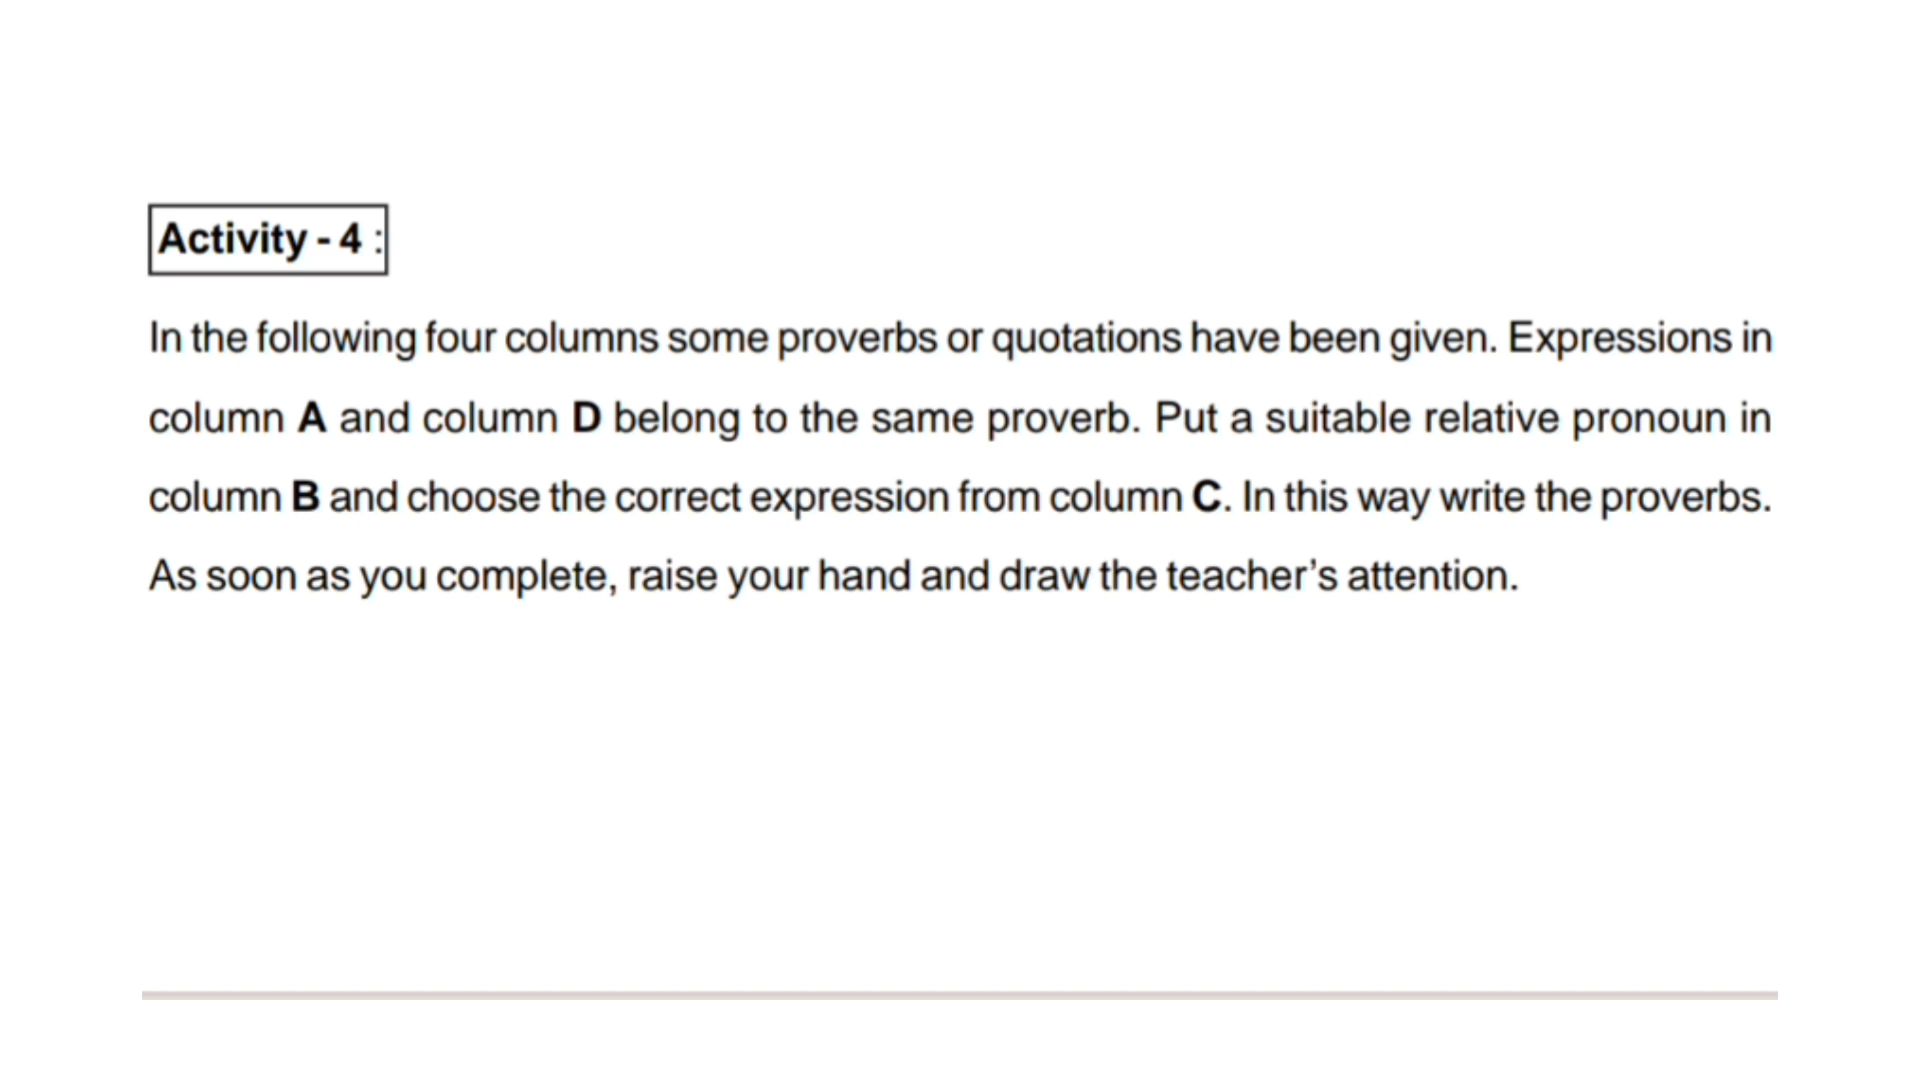 Activity - 4 :
In the following four columns some proverbs or quotations have been given. Expressions in
column A and column D belong to the same proverb. Put a suitable relative pronoun in
column B and choose the correct expression from column C. In this way write the proverbs.
As soon as you complete, raise your hand and draw the teacher’s attention.